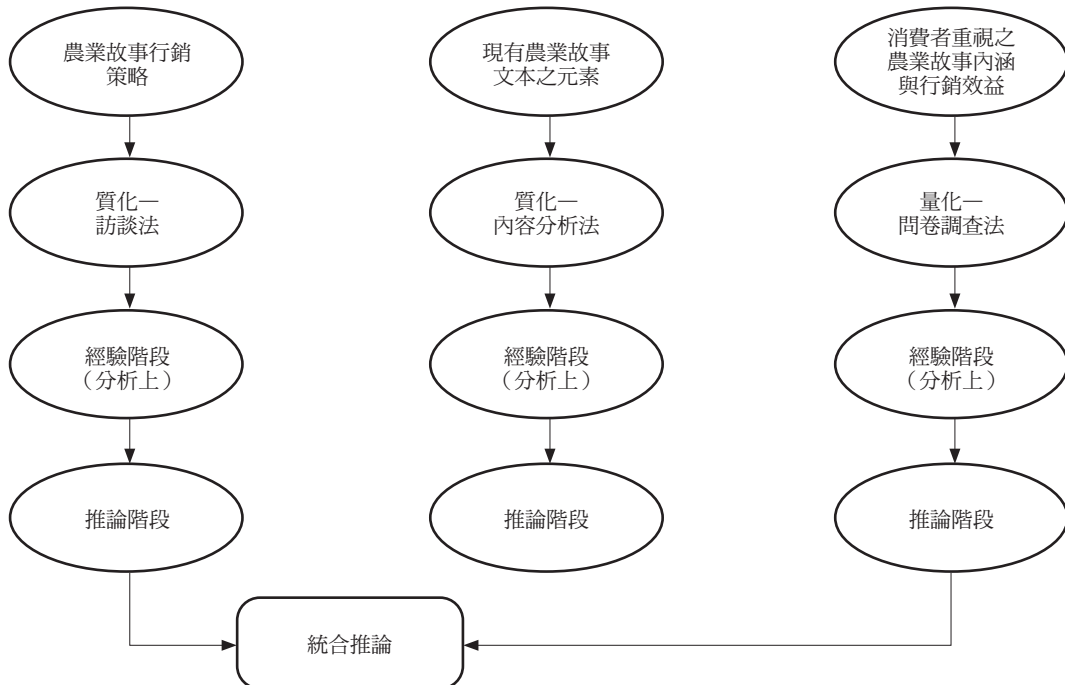 農業故事行銷
策略
現有農業故事
文本之元素
消費者重視之
農業故事內涵
與行銷效益
質化—
訪談法
質化—
內容分析法
量化—
問卷調查法
經驗階段
（分析上）
經驗階段
（分析上）
經驗階段
（分析上）
推論階段
推論階段
推論階段
統合推論